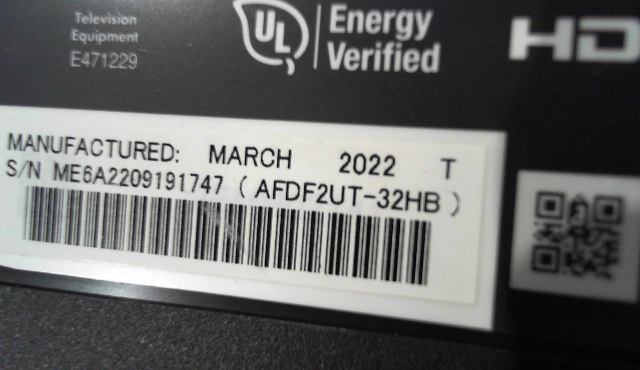 Television
Equipment
E471229
UL
Energy
Verified
HD
MANUFACTURED: MARCH 2022 T
S/N ME6A2209191747 ( AFDF2UT-32HB )